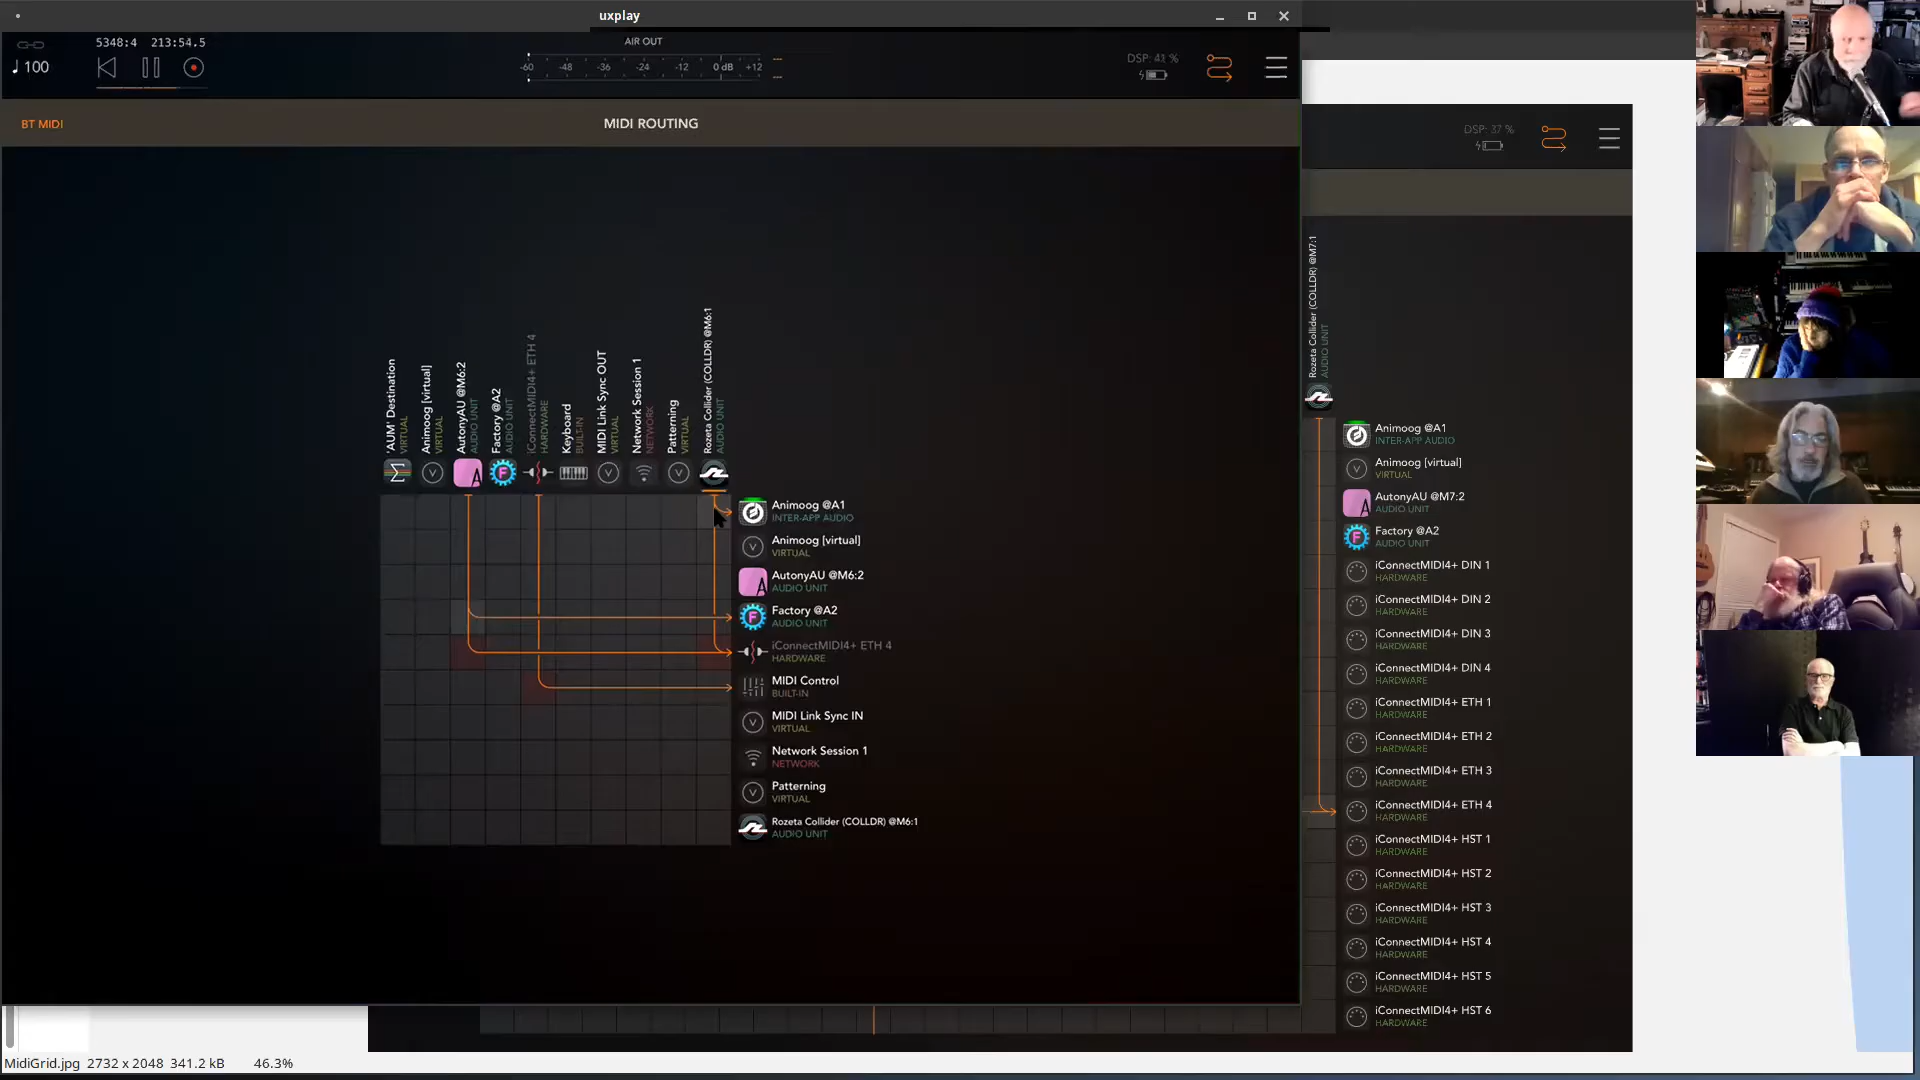 uxplay
5348:4 213:54.5
♩100
AIR OUT
-60 -48 -36 -24 -12 0 dB +12
DSP: 41 %
BT MIDI
MIDI ROUTING
'AUM' Destination
VIRTUAL
Animoog [virtual]
VIRTUAL
AutonyAU @M6:2
AUDIO UNIT
Factory @A2
AUDIO UNIT
iConnectMIDI4+ ETH 4
HARDWARE
Keyboard
BUILT-IN
MIDI Link Sync OUT
VIRTUAL
Network Session 1
NETWORK
Patterning
VIRTUAL
Rozeta Collider (COLLDR) @M6:1
AUDIO UNIT
Animoog @A1
INTER-APP AUDIO
Animoog [virtual]
VIRTUAL
AutonyAU @M6:2
AUDIO UNIT
Factory @A2
AUDIO UNIT
iConnectMIDI4+ ETH 4
HARDWARE
MIDI Control
BUILT-IN
MIDI Link Sync IN
VIRTUAL
Network Session 1
NETWORK
Patterning
VIRTUAL
Rozeta Collider (COLLDR) @M6:1
AUDIO UNIT
DSP: 37 %
Rozeta Collider (COLLDR) @M7:1
AUDIO UNIT
Animoog @A1
INTER-APP AUDIO
Animoog [virtual]
VIRTUAL
AutonyAU @M7:2
AUDIO UNIT
Factory @A2
AUDIO UNIT
iConnectMIDI4+ DIN 1
HARDWARE
iConnectMIDI4+ DIN 2
HARDWARE
iConnectMIDI4+ DIN 3
HARDWARE
iConnectMIDI4+ DIN 4
HARDWARE
iConnectMIDI4+ ETH 1
HARDWARE
iConnectMIDI4+ ETH 2
HARDWARE
iConnectMIDI4+ ETH 3
HARDWARE
iConnectMIDI4+ ETH 4
HARDWARE
iConnectMIDI4+ HST 1
HARDWARE
iConnectMIDI4+ HST 2
HARDWARE
iConnectMIDI4+ HST 3
HARDWARE
iConnectMIDI4+ HST 4
HARDWARE
iConnectMIDI4+ HST 5
HARDWARE
iConnectMIDI4+ HST 6
HARDWARE
MidiGrid.jpg 2732 x 2048 341.2 kB 46.3%